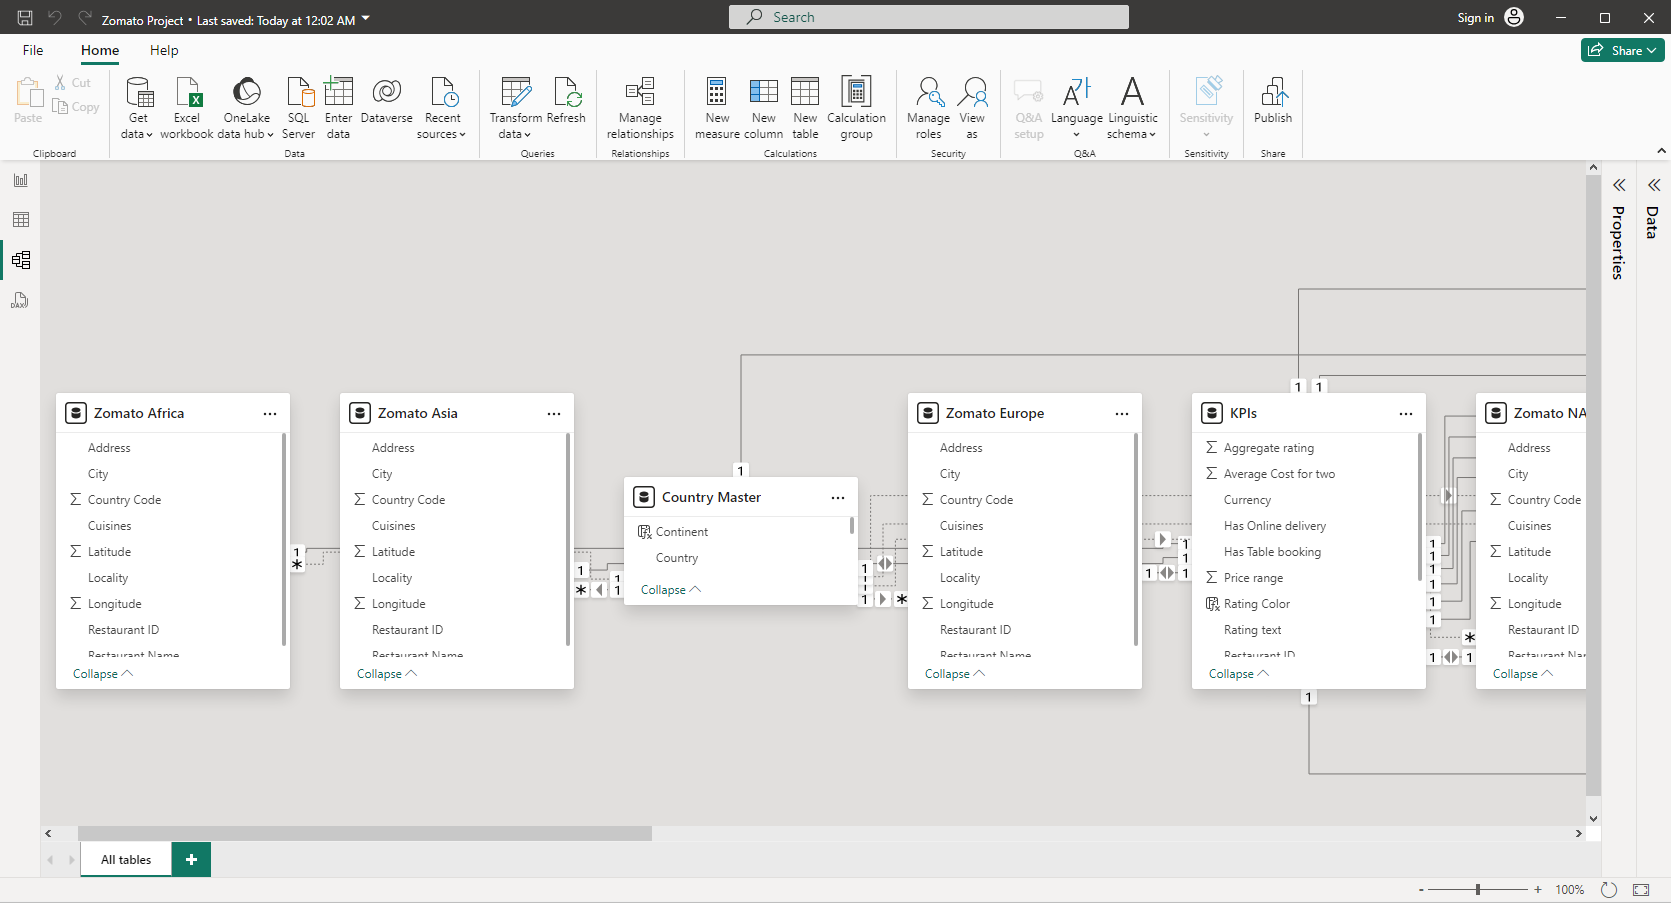 Zomato Project • Last saved: Today at 12:02 AM
Search
Sign in
File
Home
Help
Share
Paste
Cut
Copy
Clipboard
Get data
Excel workbook
OneLake data hub
SQL Server
Enter data
Dataverse
Recent sources
Data
Transform data
Refresh
Queries
Manage relationships
Relationships
New measure
New column
New table
Calculation group
Calculations
Manage roles
View as
Security
Q&A setup
Language
Linguistic schema
Q&A
Sensitivity
Sensitivity
Publish
Share
DAX
Properties
Data
Zomato Africa
Address
City
Σ Country Code
Cuisines
Σ Latitude
Locality
Σ Longitude
Restaurant ID
Restaurant Name
Collapse
1
*
Zomato Asia
Address
City
Σ Country Code
Cuisines
Σ Latitude
Locality
Σ Longitude
Restaurant ID
Restaurant Name
Collapse
1
*
1
1
1
Country Master
Continent
Country
Collapse
1
1
1
*
Zomato Europe
Address
City
Σ Country Code
Cuisines
Σ Latitude
Locality
Σ Longitude
Restaurant ID
Restaurant Name
Collapse
1
1
1
1
1
1
KPIs
Σ Aggregate rating
Σ Average Cost for two
Currency
Has Online delivery
Has Table booking
Σ Price range
Rating Color
Rating text
Restaurant ID
Collapse
1
1
1
1
1
1
1
1
*
1
1
Zomato NA
Address
City
Σ Country Code
Cuisines
Σ Latitude
Locality
Σ Longitude
Restaurant ID
Restaurant Nar
Collapse
All tables
+
-
+
100%